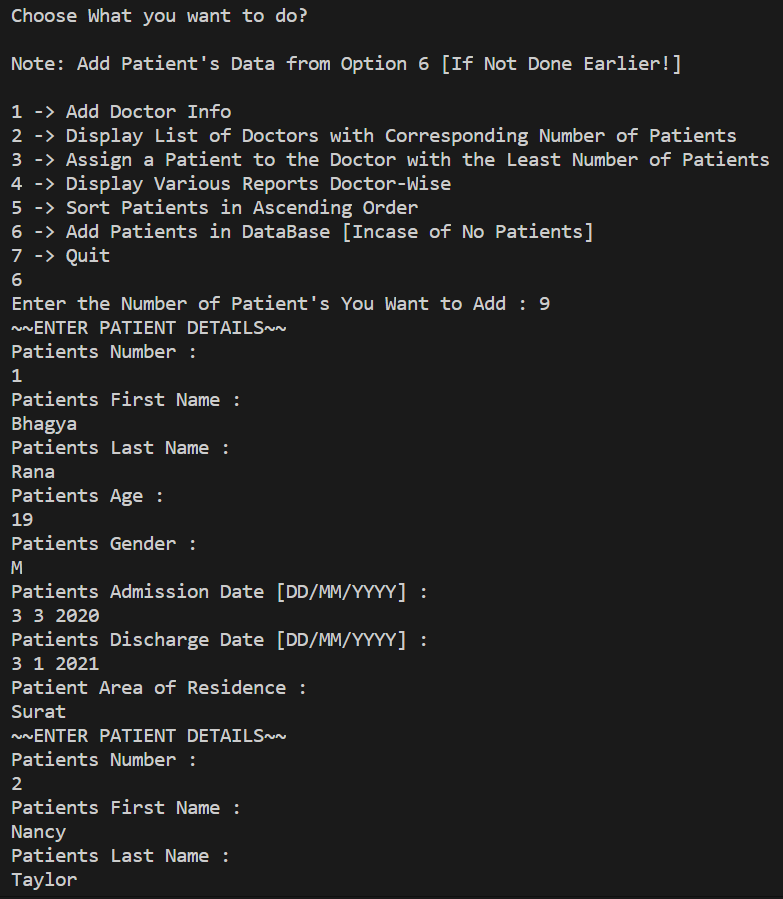 Choose What you want to do?
Note: Add Patient's Data from Option 6 [If Not Done Earlier!]
1 -> Add Doctor Info
2 -> Display List of Doctors with Corresponding Number of Patients
3 -> Assign a Patient to the Doctor with the Least Number of Patients
4 -> Display Various Reports Doctor-Wise
5 -> Sort Patients in Ascending Order
6 -> Add Patients in DataBase [Incase of No Patients]
7 -> Quit
6
Enter the Number of Patient's You Want to Add : 9
~~ENTER PATIENT DETAILS~~
Patients Number :
1
Patients First Name :
Bhagya
Patients Last Name :
Rana
Patients Age :
19
Patients Gender :
M
Patients Admission Date [DD/MM/YYYY] :
3 3 2020
Patients Discharge Date [DD/MM/YYYY] :
3 1 2021
Patient Area of Residence :
Surat
~~ENTER PATIENT DETAILS~~
Patients Number :
2
Patients First Name :
Nancy
Patients Last Name :
Taylor